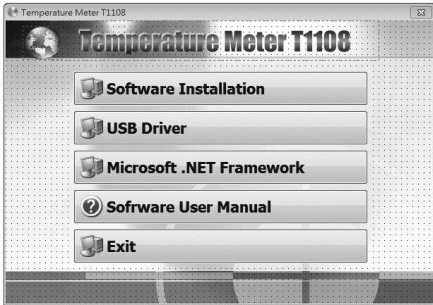 Temperature Meter T1108
Temperature Meter T1108
Software Installation
USB Driver
Microsoft .NET Framework
Sofrware User Manual
Exit